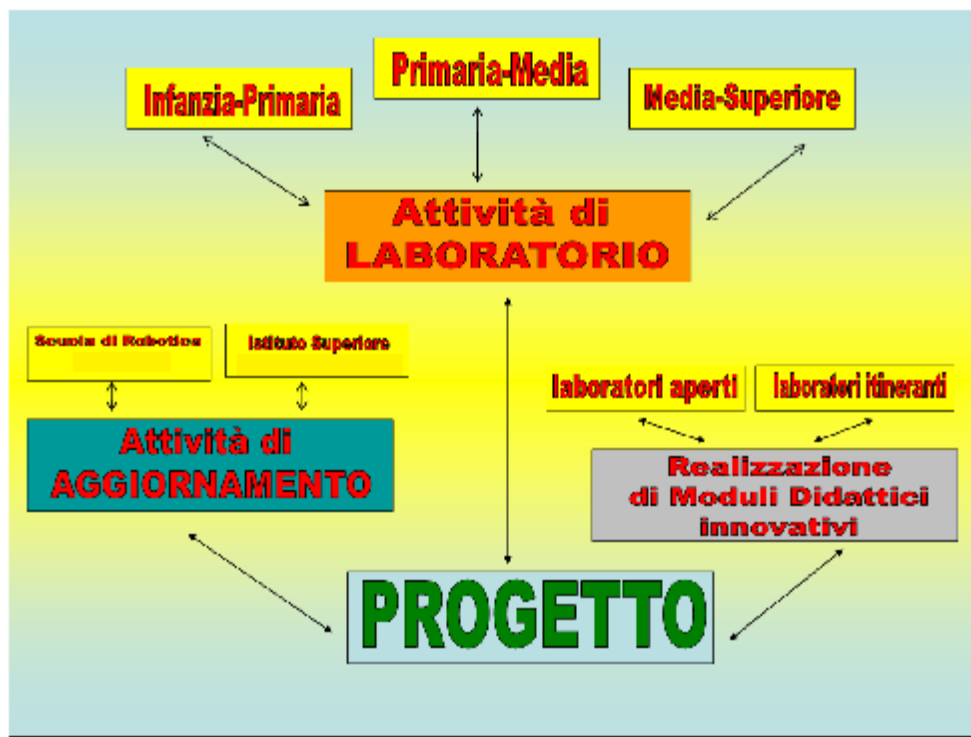 Primaria-Media
Infanzia-Primaria
Media-Superiore
Attività di
LABORATORIO
Scuola di Robotica
Istituto Superiore
laboratori aperti
laboratori itineranti
Attività di
AGGIORNAMENTO
Realizzazione
di Moduli Didattici
innovativi
PROGETTO